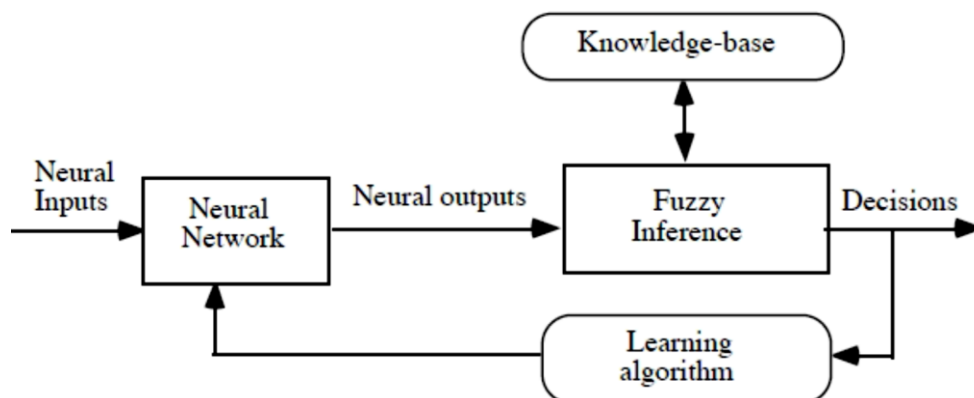 Knowledge-base
Neural
Inputs
Neural
Network
Neural outputs
Fuzzy
Inference
Decisions
Learning
algorithm